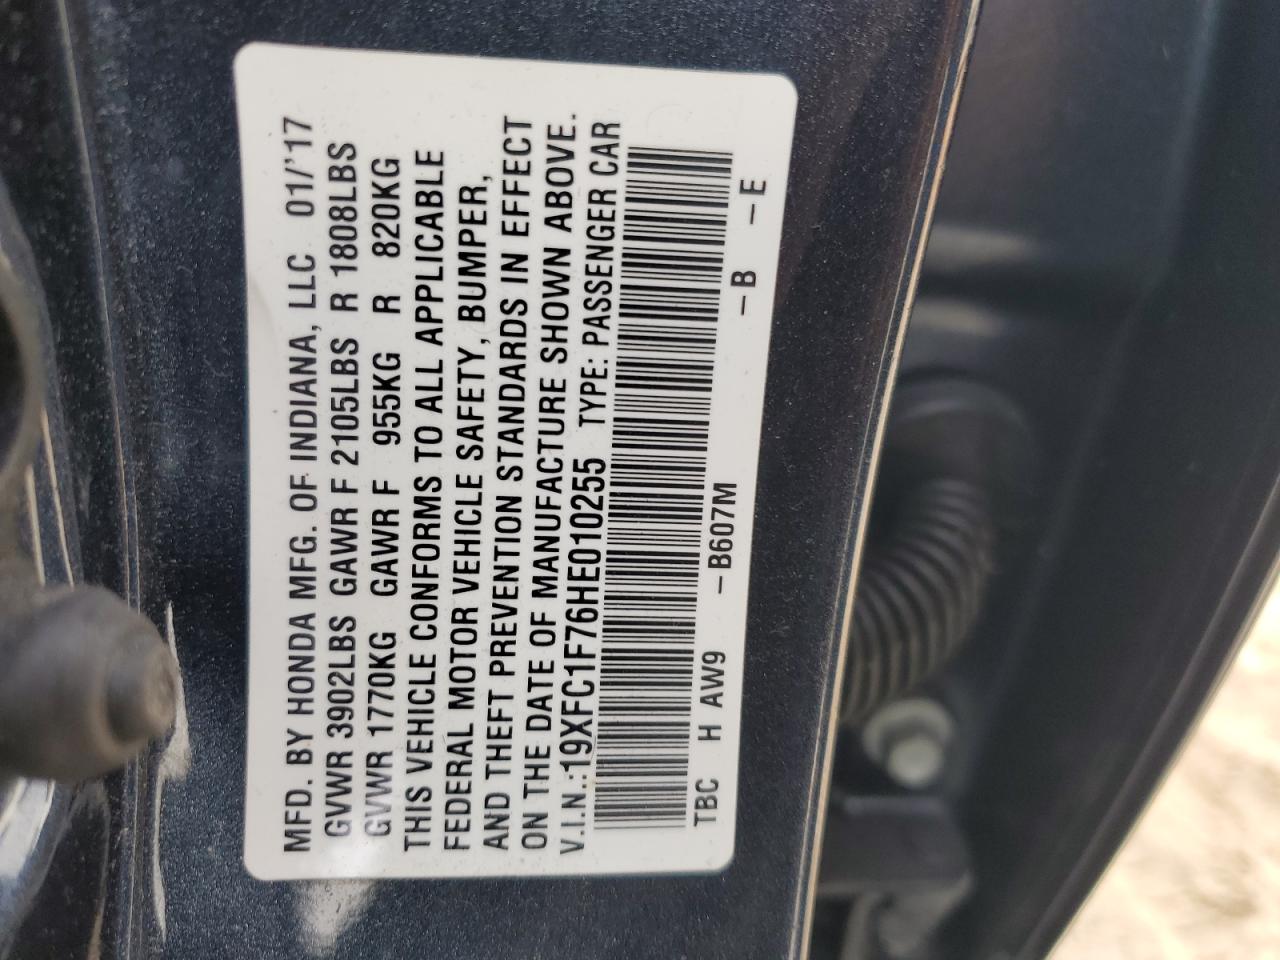 MFD. BY HONDA MFG. OF INDIANA, LLC 01/'17
GVWR 3902LBS GAWR F 2105LBS R 1808LBS
GVWR 1770KG GAWR F 955KG R 820KG
THIS VEHICLE CONFORMS TO ALL APPLICABLE
FEDERAL MOTOR VEHICLE SAFETY, BUMPER,
AND THEFT PREVENTION STANDARDS IN EFFECT
ON THE DATE OF MANUFACTURE SHOWN ABOVE.
V.I.N.:19XFC1F76HE010255 TYPE: PASSENGER CAR
TBC H AW9 –B607M –B –E